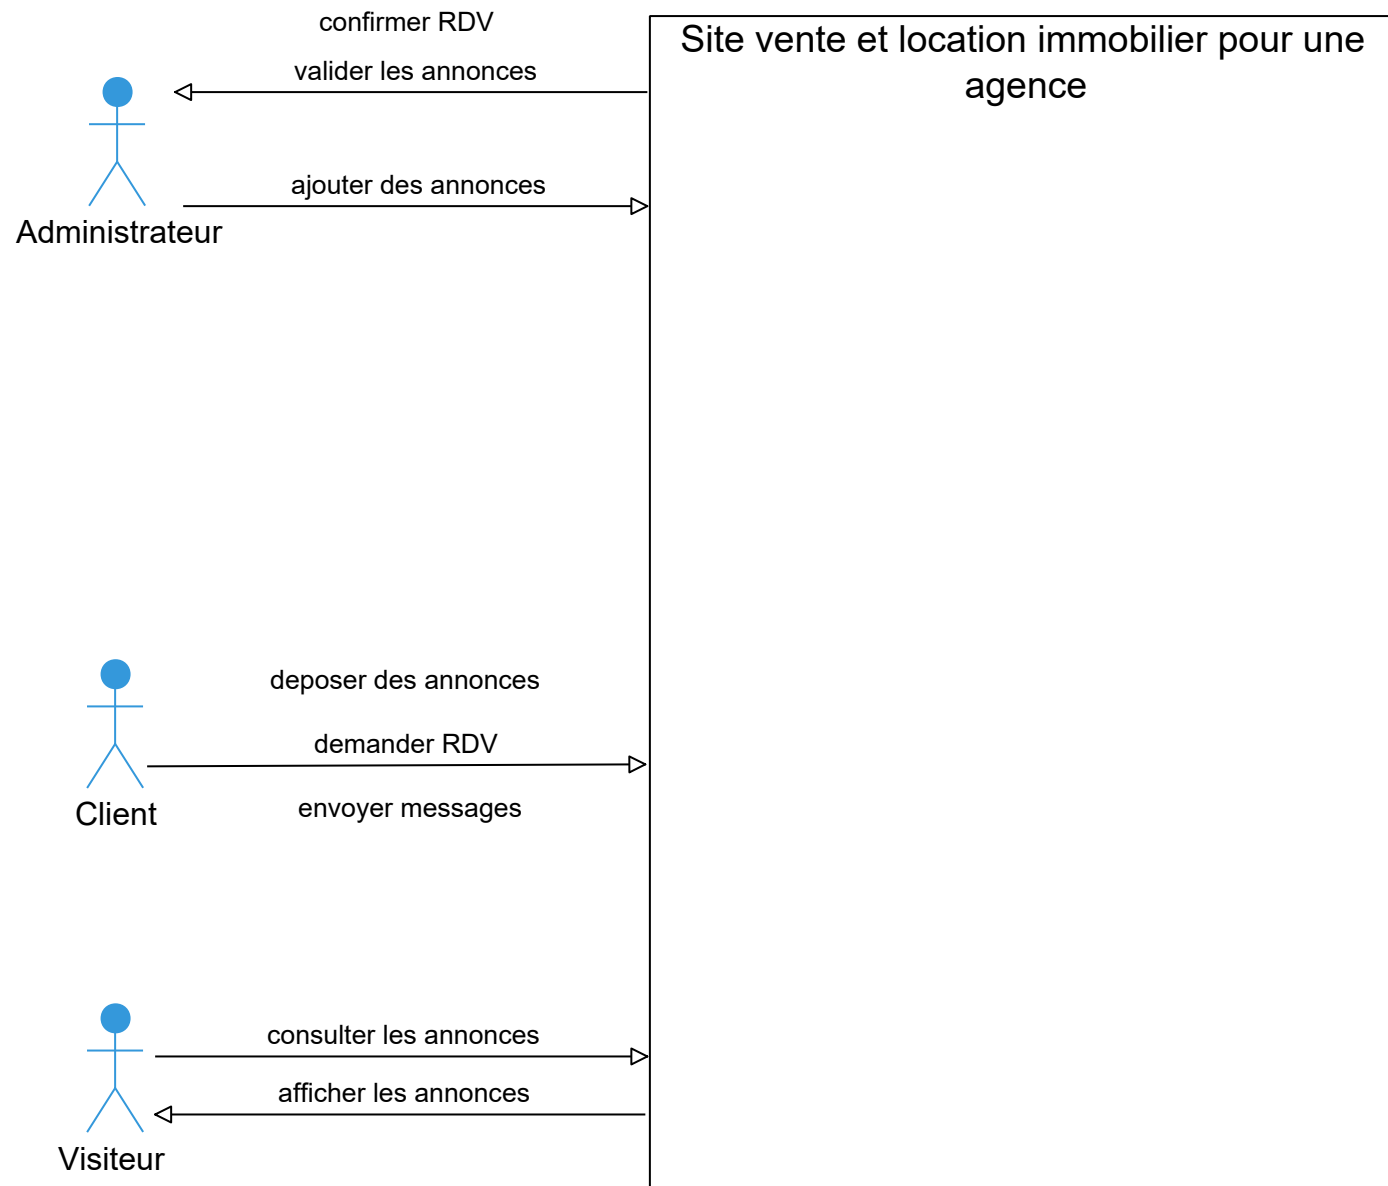 confirmer RDV
Site vente et location immobilier pour une
agence
valider les annonces
ajouter des annonces
Administrateur
deposer des annonces
demander RDV
envoyer messages
Client
consulter les annonces
afficher les annonces
Visiteur